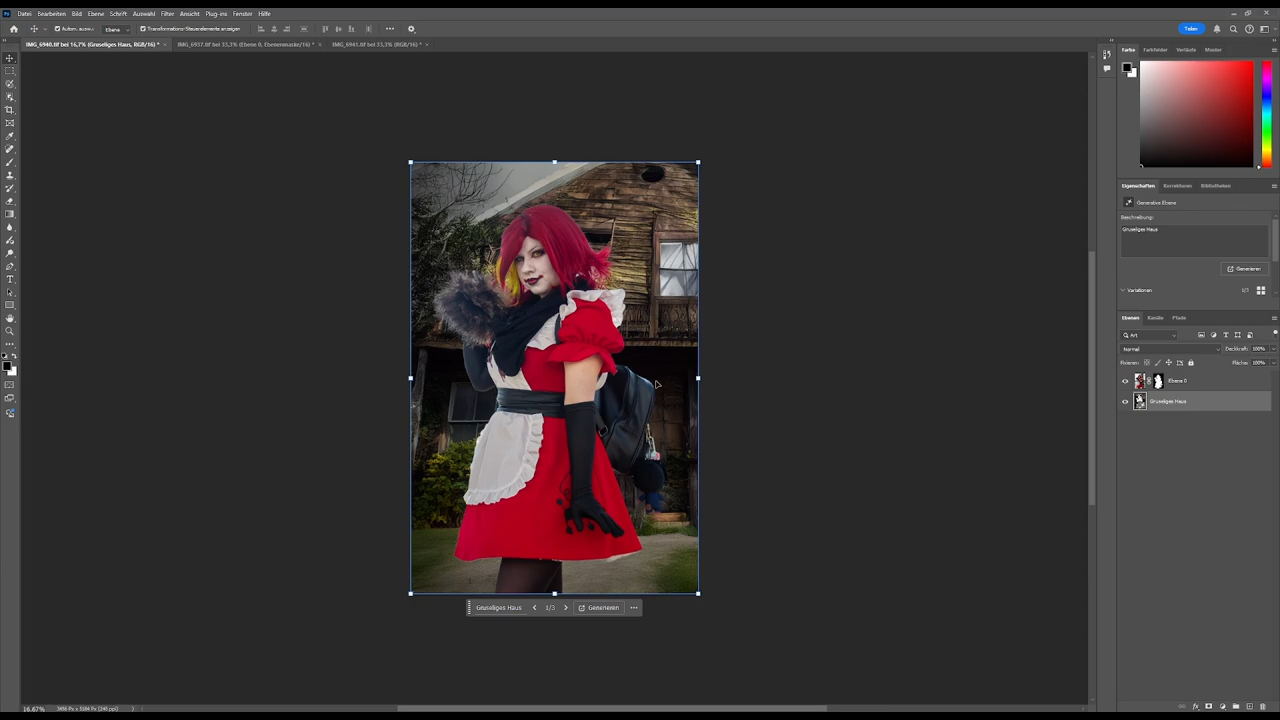 Datei Bearbeiten Bild Ebene Schrift Auswahl Filter Ansicht Plug-ins Fenster Hilfe
Ebene Transformations-Steuerelemente anzeigen Teilen
IMG_6940.tif bei 16,7% (Gruseliges Haus, RGB/16) * IMG_6937.tif bei 33,3% (Ebene 0, Ebenenmaske/16) * IMG_6941.tif bei 33,3% (RGB/16) *
Farbe Farbfelder Verläufe Muster
Eigenschaften Korrekturen Bibliotheken
Generative Ebene
Beschreibung:
Gruseliges Haus
Generieren
Variationen 1/3
Ebenen Kanäle Pfade
Art
Normal Deckkraft: 100%
Fixieren: Fläche: 100%
Ebene 0
Gruseliges Haus
Gruseliges Haus 1/3 Generieren
16,67% 3456 Px x 5184 Px (240 ppi)